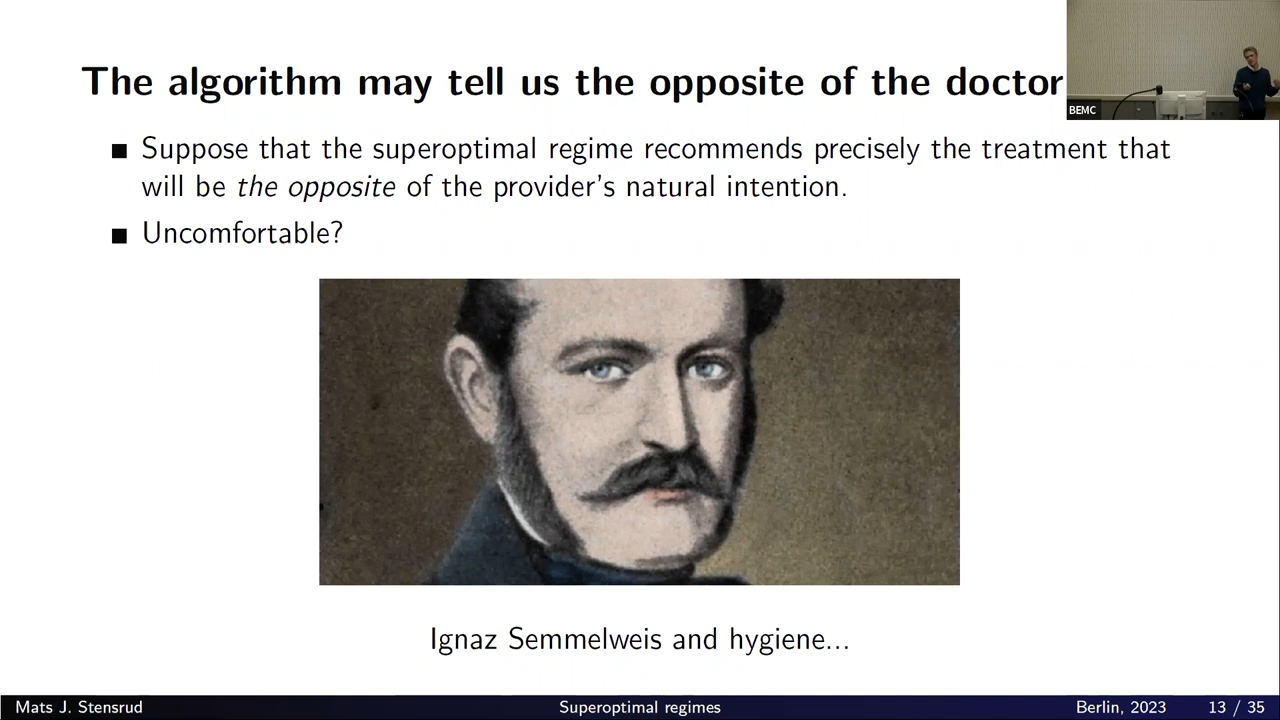 The algorithm may tell us the opposite of the doctor
BEMC
■ Suppose that the superoptimal regime recommends precisely the treatment that
will be the opposite of the provider's natural intention.
■ Uncomfortable?
Ignaz Semmelweis and hygiene...
Mats J. Stensrud Superoptimal regimes Berlin, 2023 13 / 35